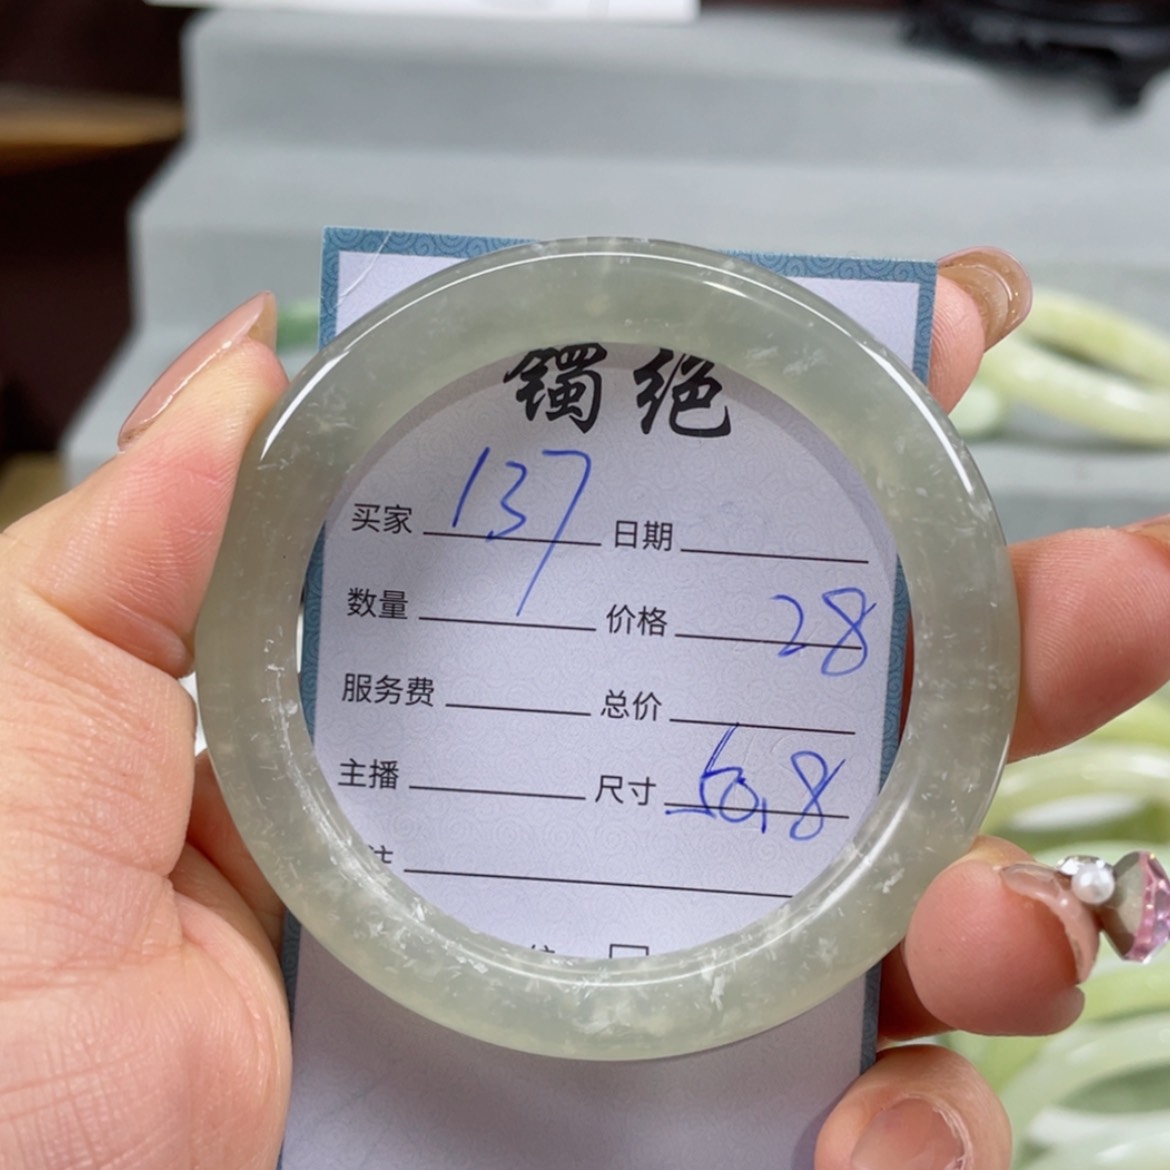 镯绝
买家 137 日期
数量 价格 28
服务费 总价
主播 尺寸 60.8
注